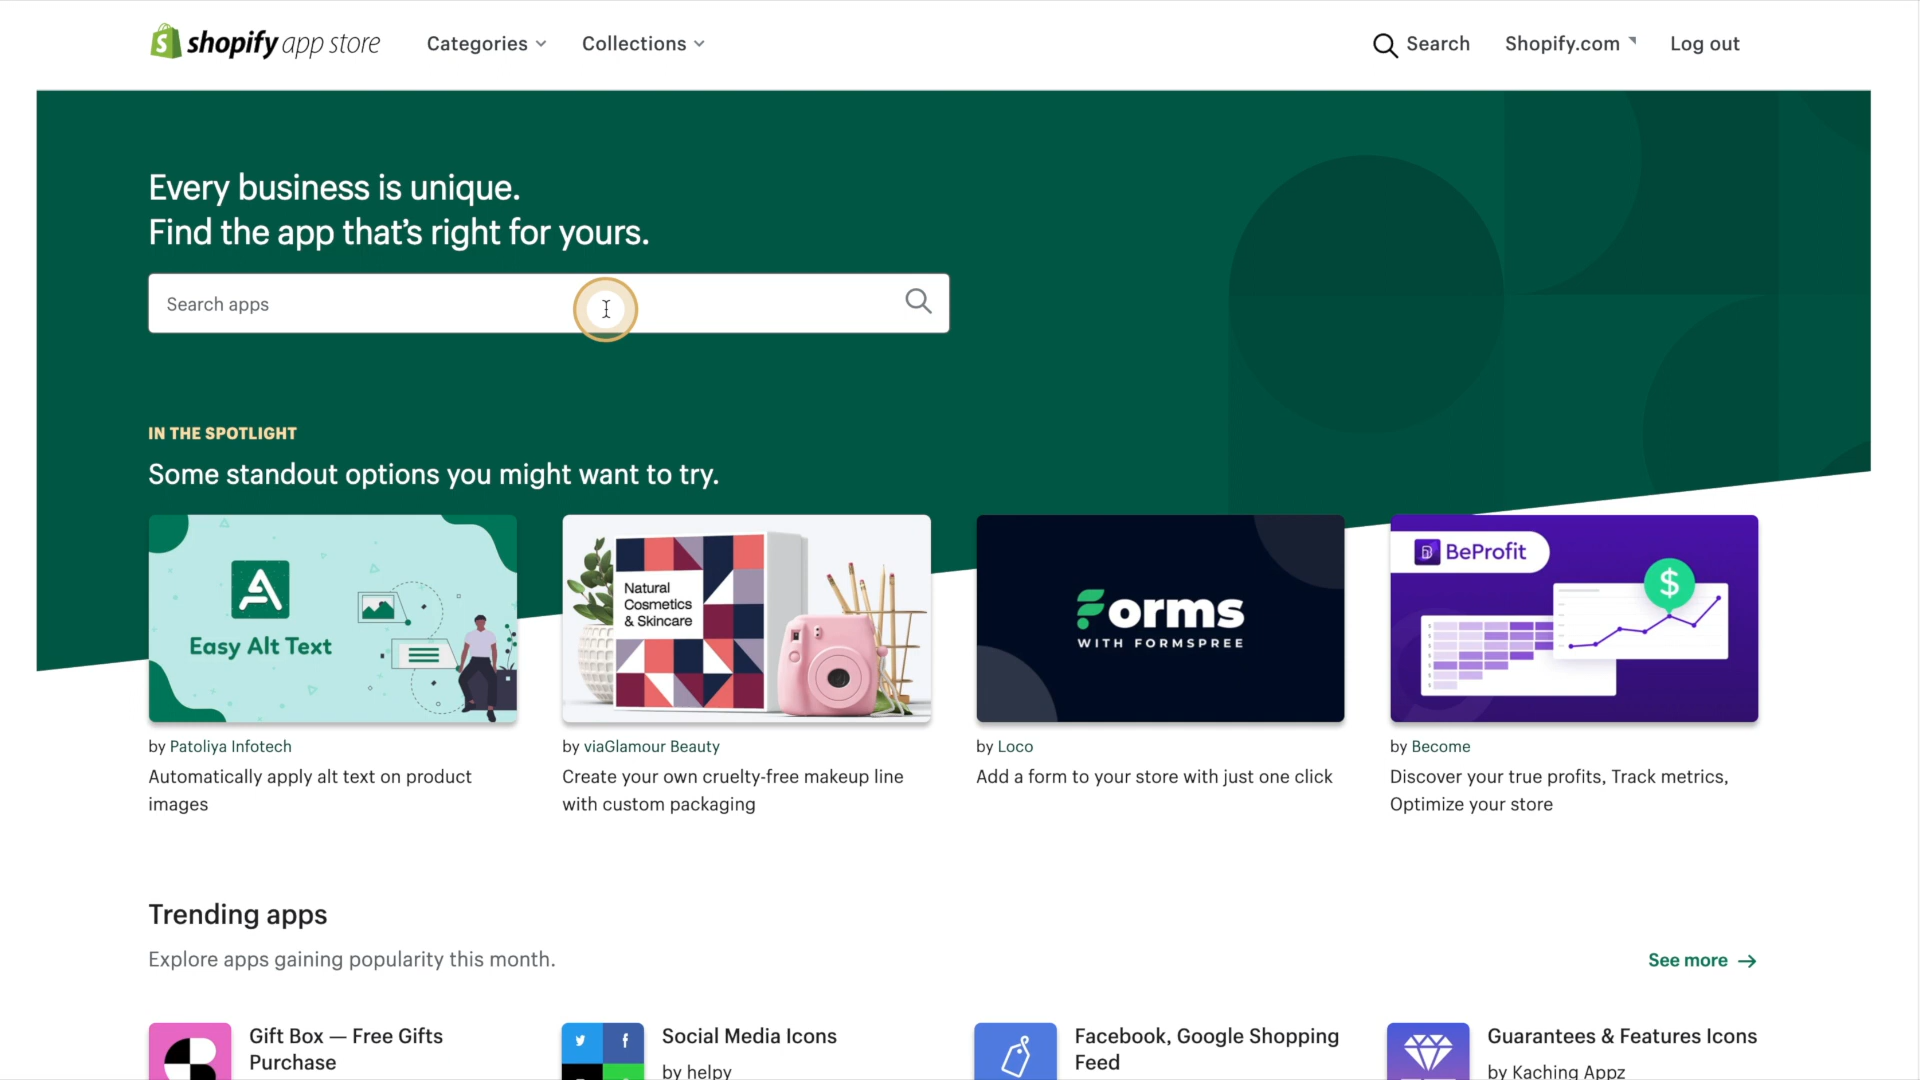 shopify app store
Categories
Collections
Search
Shopify.com
Log out
Every business is unique.
Find the app that's right for yours.
Search apps
IN THE SPOTLIGHT
Some standout options you might want to try.
Easy Alt Text
by Patoliya Infotech
Automatically apply alt text on product
images
Natural
Cosmetics
& Skincare
by viaGlamour Beauty
Create your own cruelty-free makeup line
with custom packaging
Forms
WITH FORMSPREE
by Loco
Add a form to your store with just one click
BeProfit
$
by Become
Discover your true profits, Track metrics,
Optimize your store
Trending apps
Explore apps gaining popularity this month.
See more →
Gift Box — Free Gifts
Purchase
Social Media Icons
by helpy
Facebook, Google Shopping
Feed
Guarantees & Features Icons
by Kaching Appz